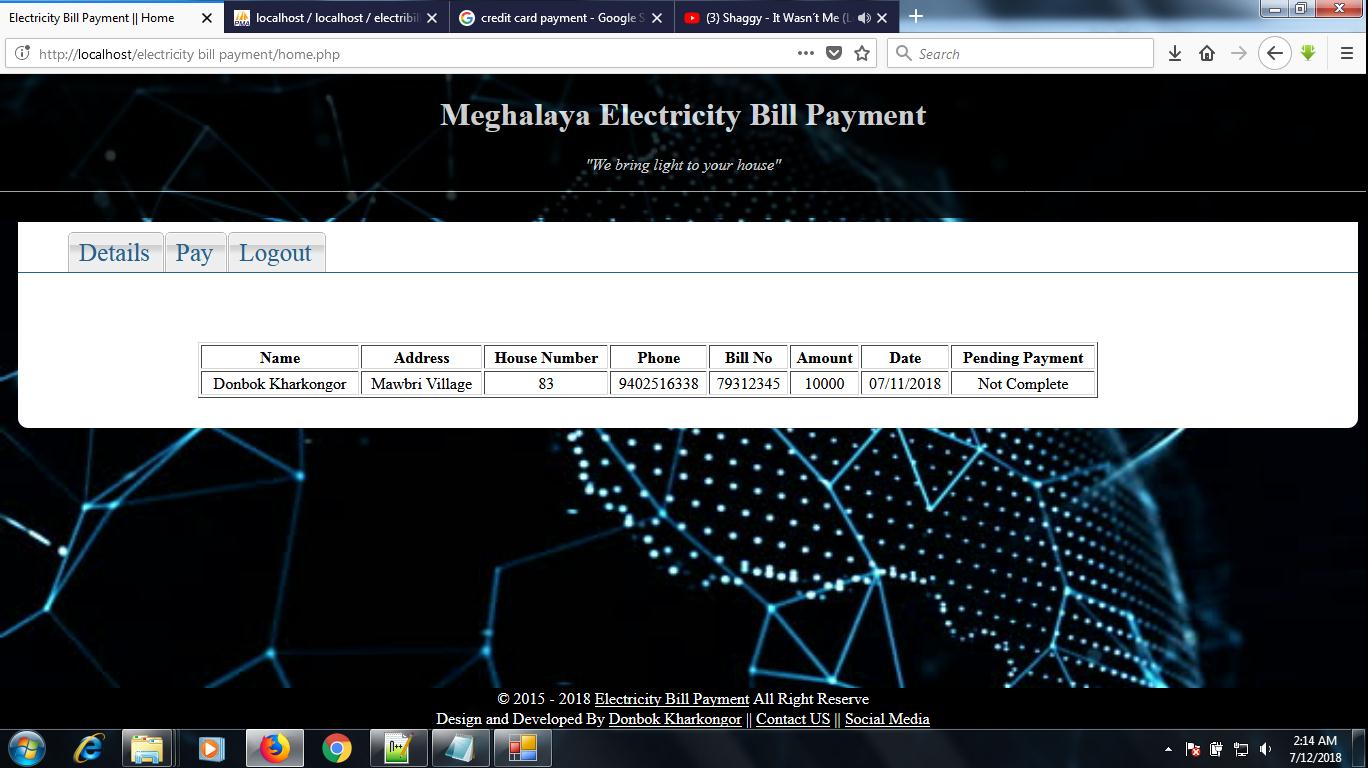 Electricity Bill Payment || Home
localhost / localhost / electribil
credit card payment - Google S
(3) Shaggy - It Wasn´t Me (L
http://localhost/electricity bill payment/home.php
Search
Meghalaya Electricity Bill Payment
"We bring light to your house"
Details Pay Logout
Name Address House Number Phone Bill No Amount Date Pending Payment
Donbok Kharkongor Mawbri Village 83 9402516338 79312345 10000 07/11/2018 Not Complete
© 2015 - 2018 Electricity Bill Payment All Right Reserve
Design and Developed By Donbok Kharkongor || Contact US || Social Media
2:14 AM
7/12/2018